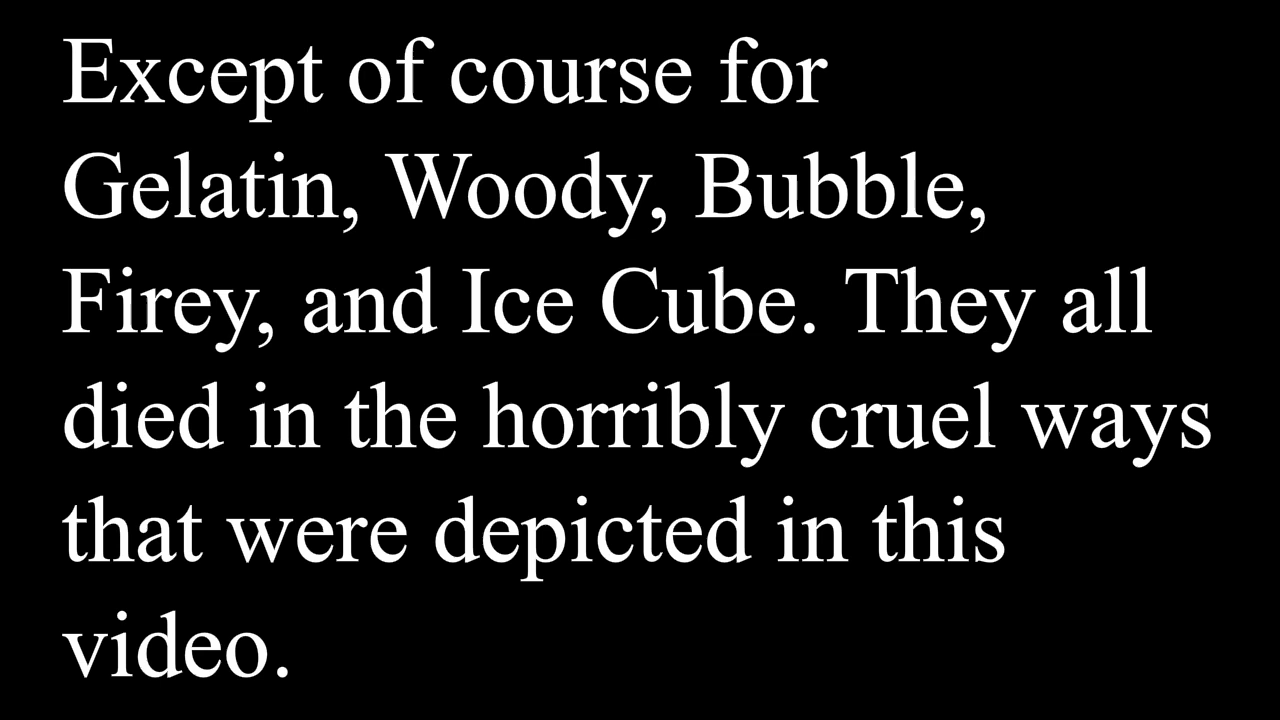 Except of course for
Gelatin, Woody, Bubble,
Firey, and Ice Cube. They all
died in the horribly cruel ways
that were depicted in this
video.